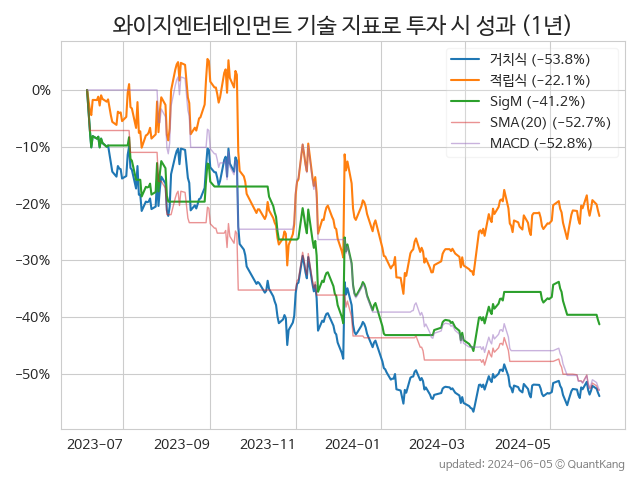 와이지엔터테인먼트 기술 지표로 투자 시 성과 (1년)
거치식 (−53.8%)
적립식 (−22.1%)
SigM (−41.2%)
SMA(20) (−52.7%)
MACD (−52.8%)
0%
−10%
−20%
−30%
−40%
−50%
2023−07 2023−09 2023−11 2024−01 2024−03 2024−05
updated: 2024−06−05 © QuantKang